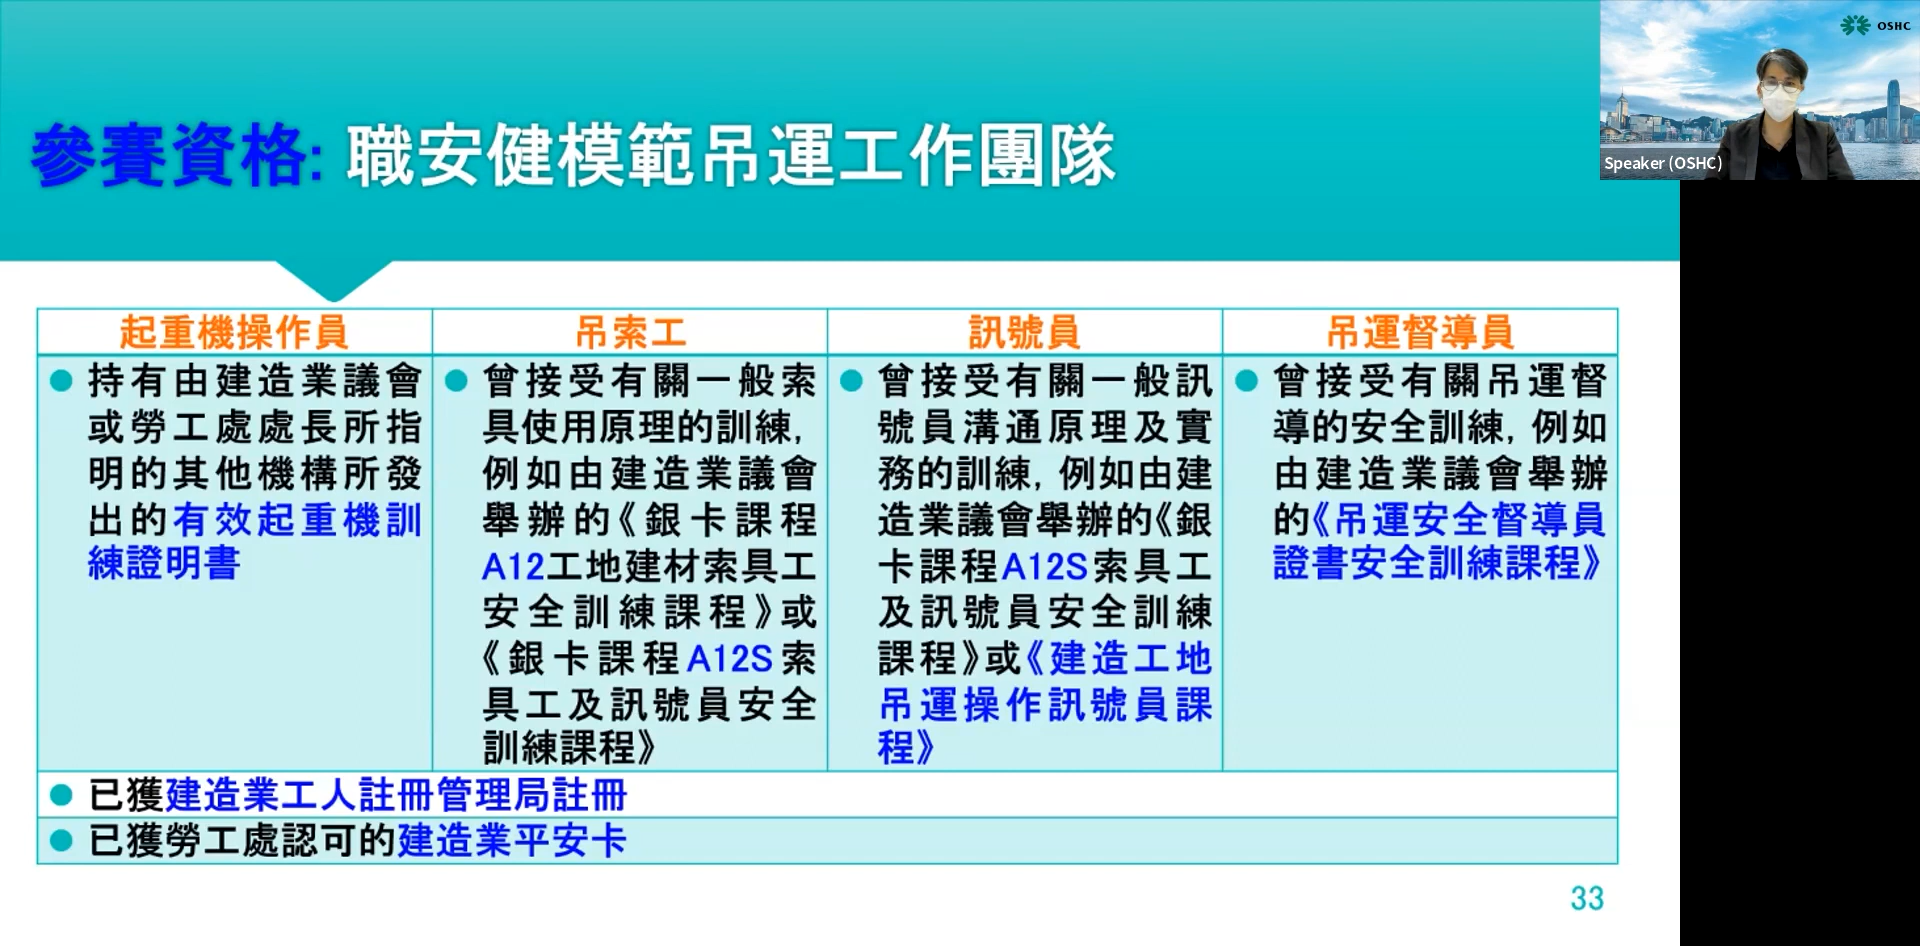 OSHC
Speaker (OSHC)
參賽資格: 職安健模範吊運工作團隊
起重機操作員
持有由建造業議會
或勞工處處長所指
明的其他機構所發
出的有效起重機訓
練證明書
吊索工
曾接受有關一般索
具使用原理的訓練,
例如由建造業議會
舉辦的《銀卡課程
A12工地建材索具工
安全訓練課程》或
《銀卡課程A12S索
具工及訊號員安全
訓練課程》
訊號員
曾接受有關一般訊
號員溝通原理及實
務的訓練, 例如由建
造業議會舉辦的《銀
卡課程A12S索具工
及訊號員安全訓練
課程》或《建造工地
吊運操作訊號員課
程》
吊運督導員
曾接受有關吊運督
導的安全訓練, 例如
由建造業議會舉辦
的《吊運安全督導員
證書安全訓練課程》
已獲建造業工人註冊管理局註冊
已獲勞工處認可的建造業平安卡
33